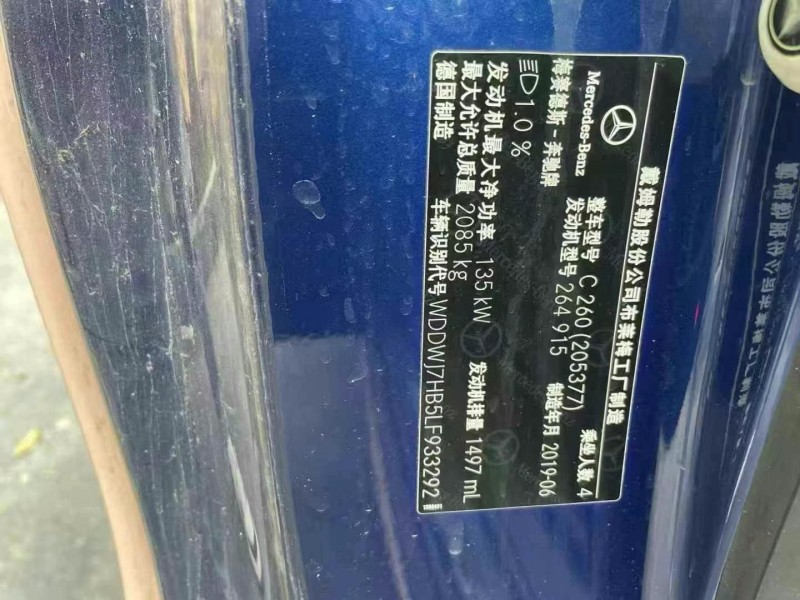 戴姆勒股份公司布莱梅工厂制造
Mercedes-Benz
梅赛德斯-奔驰牌
整车型号 C 260 (205377) 乘坐人数 4
发动机型号 264 915 制造年月 2019-06
1.0 %
发动机最大净功率 135 kW 发动机排量 1497 mL
最大允许总质量 2085 kg
德国制造 车辆识别代号 WDDWJ7HB5LF933292